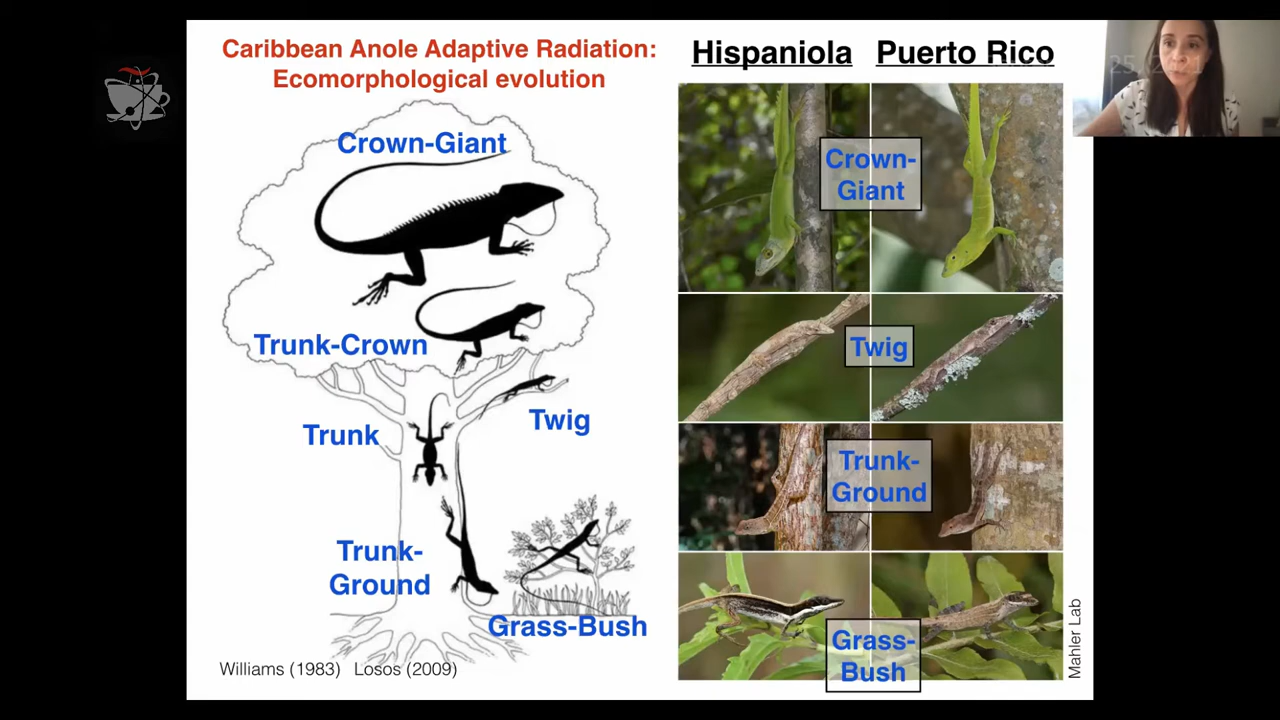 Caribbean Anole Adaptive Radiation:
Ecomorphological evolution
Crown-Giant
Trunk-Crown
Trunk
Twig
Trunk-
Ground
Grass-Bush
Williams (1983) Losos (2009)
Hispaniola Puerto Rico
Crown-
Giant
Twig
Trunk-
Ground
Grass-
Bush
Mahler Lab